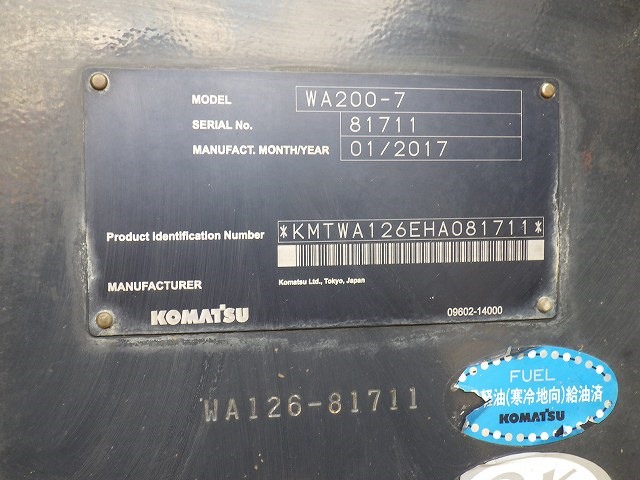 MODEL WA200-7
SERIAL No. 81711
MANUFACT. MONTH/YEAR 01/2017
Product Identification Number *KMTWA126EHA081711*
MANUFACTURER Komatsu Ltd., Tokyo, Japan
KOMATSU 09602-14000
WA126-81711
FUEL
軽油(寒冷地向)給油済
KOMATSU